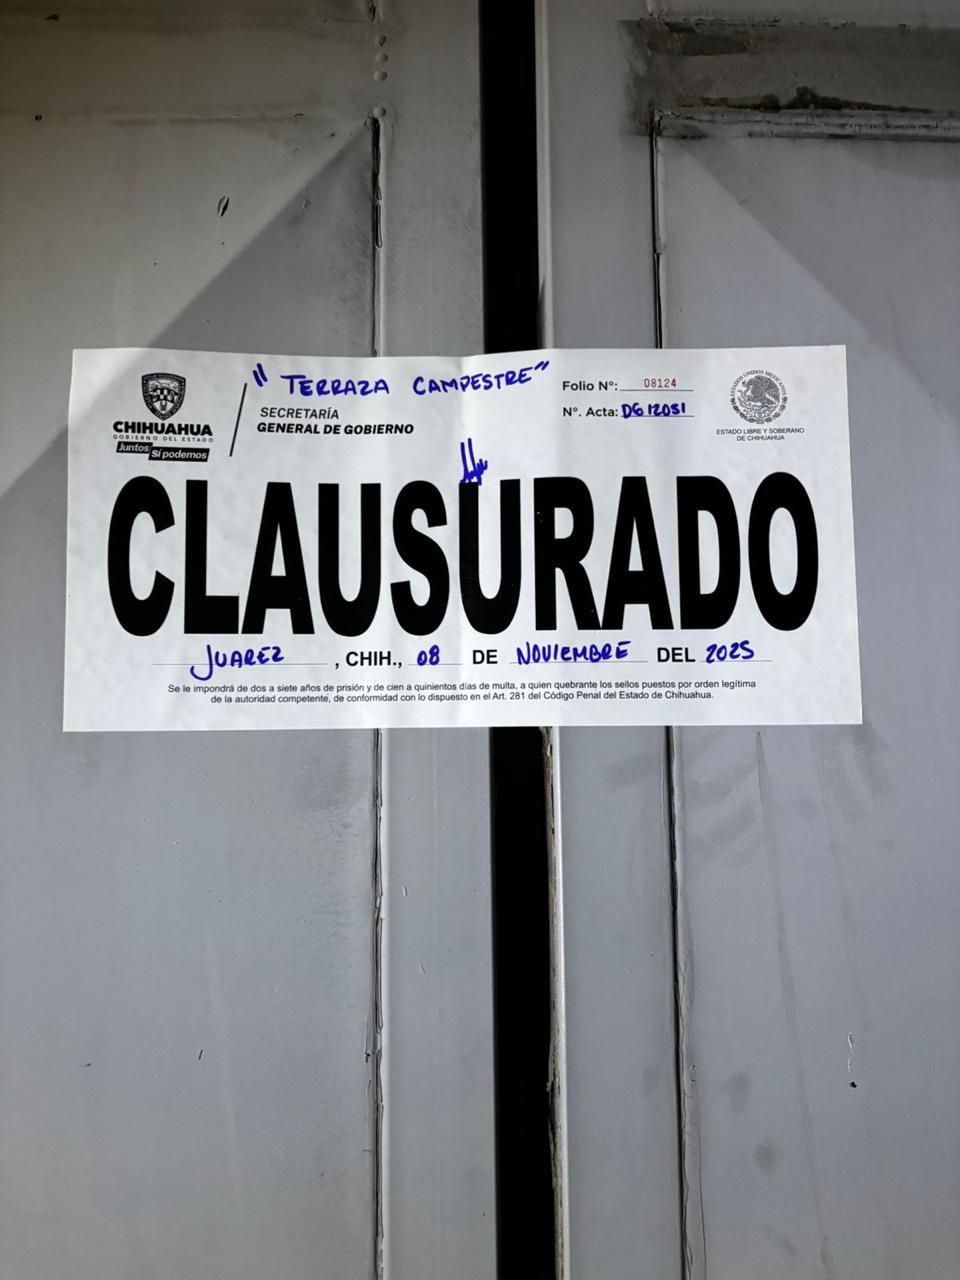 "TERRAZA CAMPESTRE"
Folio Nº: 08124
Nº. Acta: DG12051
CHIHUAHUA
GOBIERNO DEL ESTADO
Juntos Sí podemos
SECRETARÍA
GENERAL DE GOBIERNO
ESTADOS UNIDOS MEXICANOS
ESTADO LIBRE Y SOBERANO
DE CHIHUAHUA
CLAUSURADO
JUAREZ, CHIH., 08 DE NOVIEMBRE DEL 2025
Se le impondrá de dos a siete años de prisión y de cien a quinientos días de multa, a quien quebrante los sellos puestos por orden legítima
de la autoridad competente, de conformidad con lo dispuesto en el Art. 281 del Código Penal del Estado de Chihuahua.